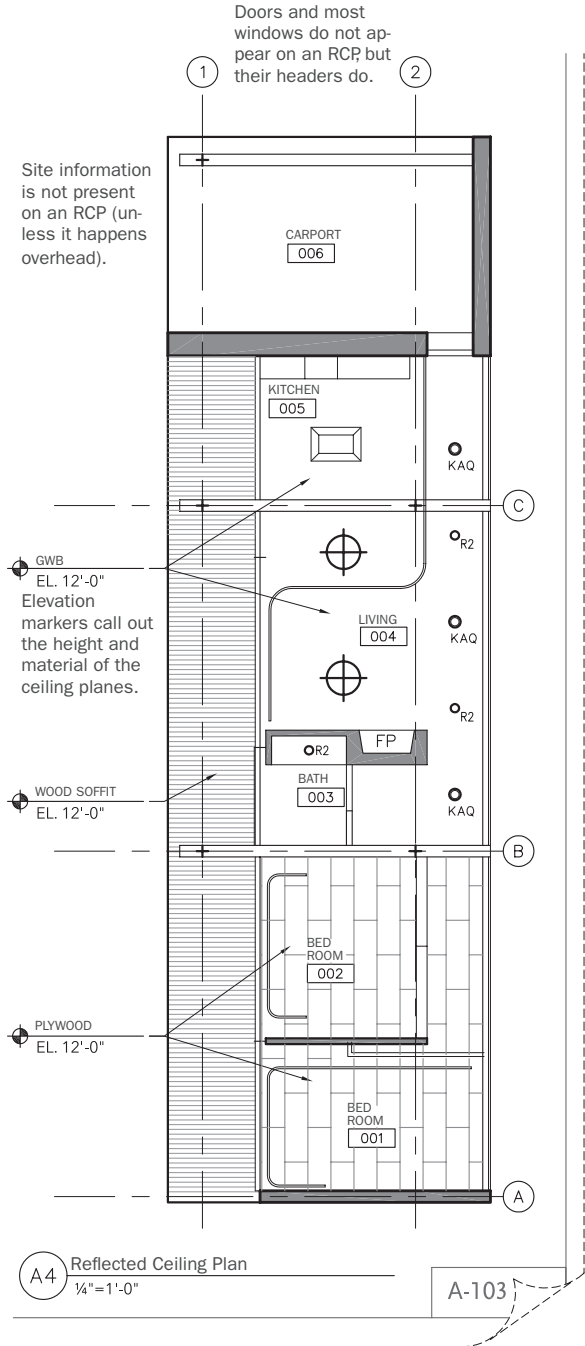 Doors and most
windows do not ap-
pear on an RCP, but
their headers do.
1
2
Site information
is not present
on an RCP (un-
less it happens
overhead).
CARPORT
006
KITCHEN
005
KAQ
C
R2
GWB
EL. 12'-0"
Elevation
markers call out
the height and
material of the
ceiling planes.
LIVING
004
KAQ
R2
FP
R2
BATH
003
WOOD SOFFIT
EL. 12'-0"
KAQ
B
BED
ROOM
002
PLYWOOD
EL. 12'-0"
BED
ROOM
001
A
A4
Reflected Ceiling Plan
¼"=1'-0"
A-103